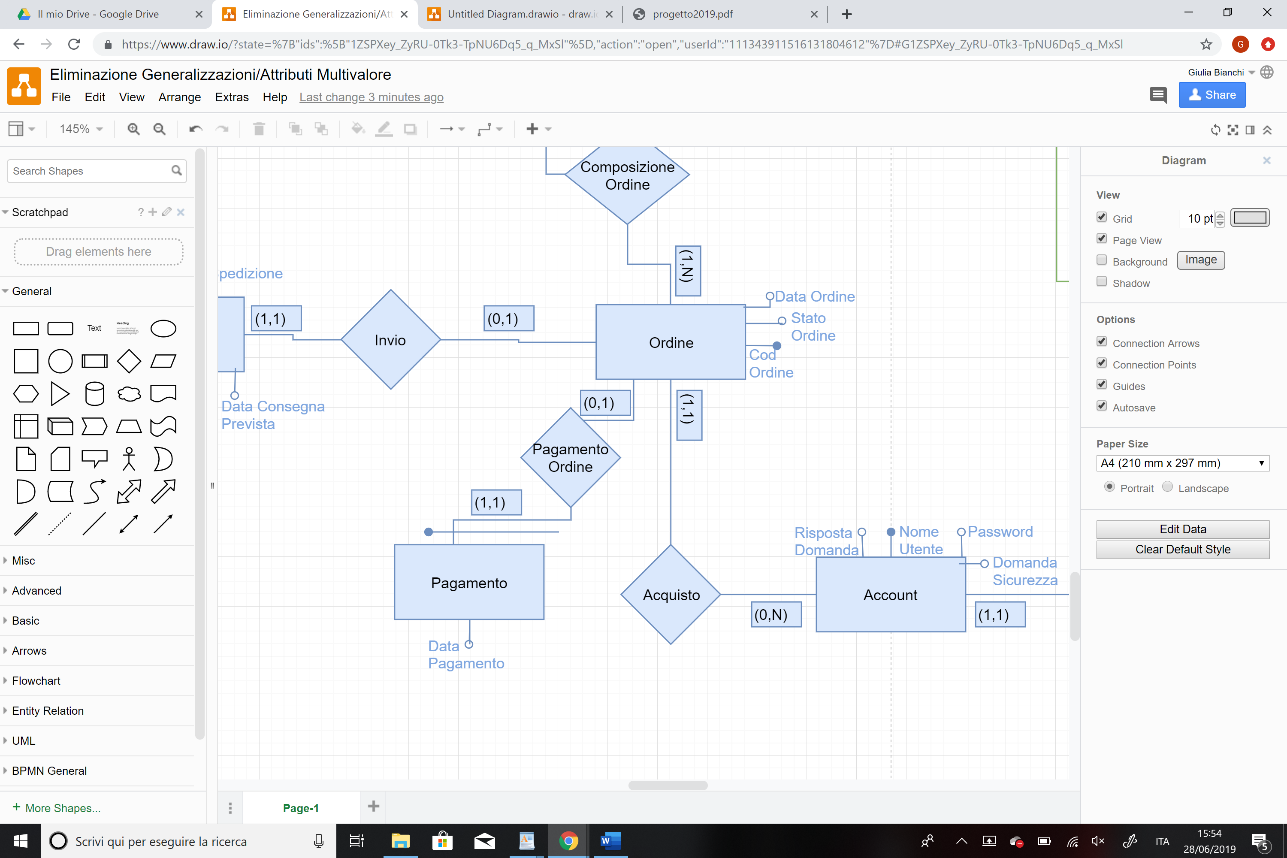 Il mio Drive - Google Drive
Eliminazione Generalizzazioni/Att
Untitled Diagram.drawio - draw.i
progetto2019.pdf
https://www.draw.io/?state=%7B"ids":%5B"1ZSPXey_ZyRU-0Tk3-TpNU6Dq5_q_MxSl"%5D,"action":"open","userId":"111343911516131804612"%7D#G1ZSPXey_ZyRU-0Tk3-TpNU6Dq5_q_MxSl
G
Eliminazione Generalizzazioni/Attributi Multivalore
Giulia Bianchi
File Edit View Arrange Extras Help Last change 3 minutes ago
Share
145%
Search Shapes
Scratchpad
?
Drag elements here
General
Text
Misc
Advanced
Basic
Arrows
Flowchart
Entity Relation
UML
BPMN General
+ More Shapes...
Composizione
Ordine
(1,N)
pedizione
(1,1)
Invio
(0,1)
Ordine
Data Ordine
Stato
Ordine
Cod
Ordine
Data Consegna
Prevista
(0,1)
(1,1)
Pagamento
Ordine
(1,1)
Pagamento
Data
Pagamento
Acquisto
(0,N)
Risposta
Domanda
Nome
Utente
Password
Domanda
Sicurezza
Account
(1,1)
Page-1
Diagram
View
Grid
10 pt
Page View
Background
Image
Shadow
Options
Connection Arrows
Connection Points
Guides
Autosave
Paper Size
A4 (210 mm x 297 mm)
Portrait
Landscape
Edit Data
Clear Default Style
Scrivi qui per eseguire la ricerca
ITA
15:54
28/06/2019
5